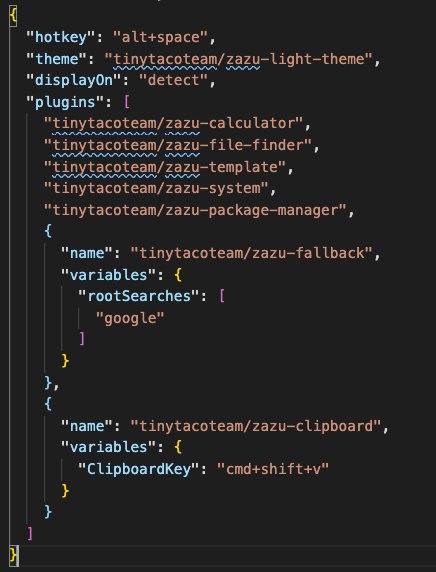 {
"hotkey": "alt+space",
"theme": "tinytacoteam/zazu-light-theme",
"displayOn": "detect",
"plugins": [
"tinytacoteam/zazu-calculator",
"tinytacoteam/zazu-file-finder",
"tinytacoteam/zazu-template",
"tinytacoteam/zazu-system",
"tinytacoteam/zazu-package-manager",
{
"name": "tinytacoteam/zazu-fallback",
"variables": {
"rootSearches": [
"google"
]
}
},
{
"name": "tinytacoteam/zazu-clipboard",
"variables": {
"ClipboardKey": "cmd+shift+v"
}
}
]
}